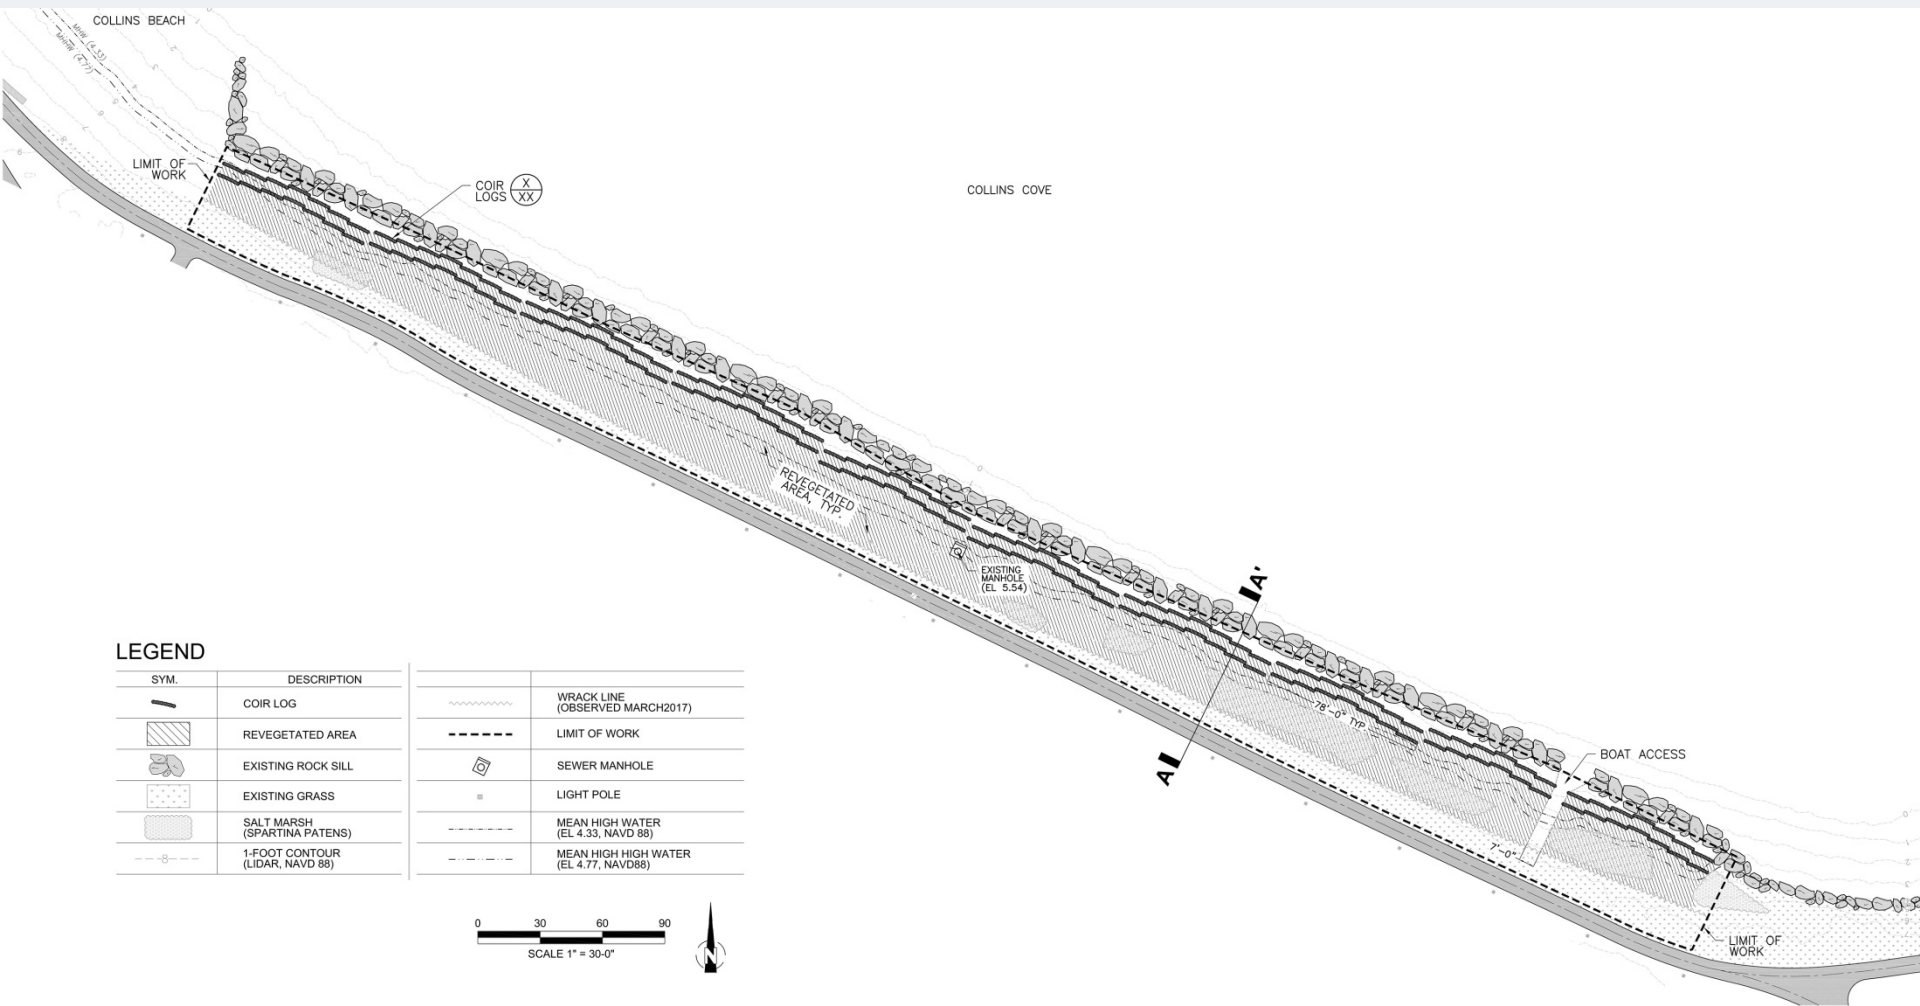 COLLINS BEACH
MHW (4.33)
MHHW (4.77)
LIMIT OF
WORK
COIR
LOGS
X
XX
COLLINS COVE
REVEGETATED
AREA, TYP.
EXISTING
MANHOLE
(EL 5.54)
A'
A
78'-0" TYP.
BOAT ACCESS
7'-0"
LIMIT OF
WORK
LEGEND
SYM. DESCRIPTION
COIR LOG
REVEGETATED AREA
EXISTING ROCK SILL
EXISTING GRASS
SALT MARSH
(SPARTINA PATENS)
8
1-FOOT CONTOUR
(LIDAR, NAVD 88)
WRACK LINE
(OBSERVED MARCH2017)
LIMIT OF WORK
SEWER MANHOLE
LIGHT POLE
MEAN HIGH WATER
(EL 4.33, NAVD 88)
MEAN HIGH HIGH WATER
(EL 4.77, NAVD88)
0 30 60 90
SCALE 1" = 30-0"
N